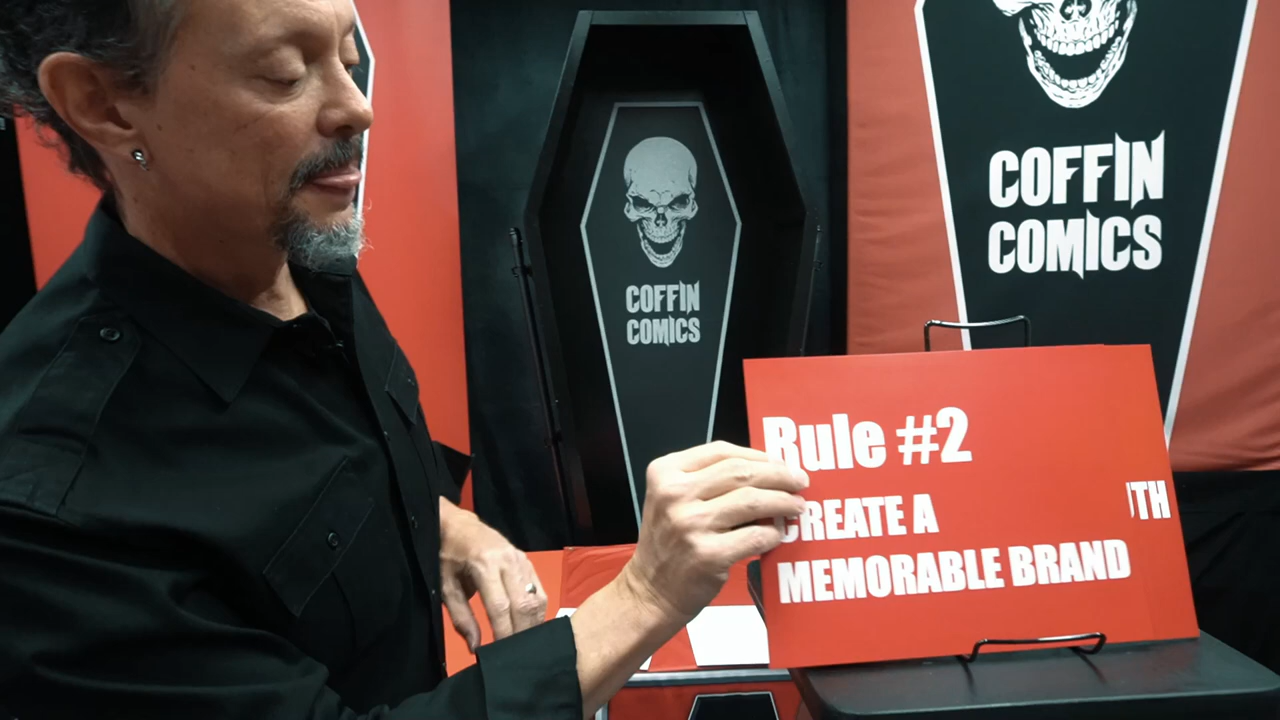 COFFIN
COMICS
COFFIN
COMICS
Rule #2
CREATE A
MEMORABLE BRAND